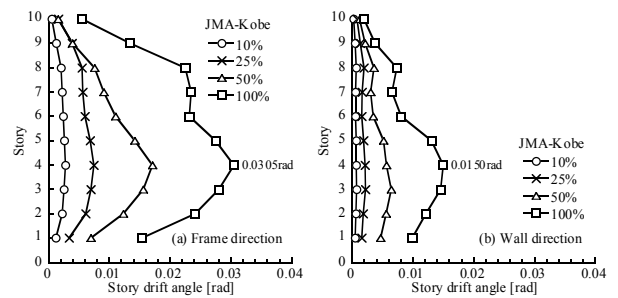 10
9
8
7
6
5
4
3
2
1
0
Story
JMA-Kobe
10%
25%
50%
100%
0.0305rad
(a) Frame direction
0 0.01 0.02 0.03 0.04
Story drift angle [rad]
10
9
8
7
6
5
4
3
2
1
0
Story
0.0150rad
JMA-Kobe
10%
25%
50%
100%
(b) Wall direction
0 0.01 0.02 0.03 0.04
Story drift angle [rad]